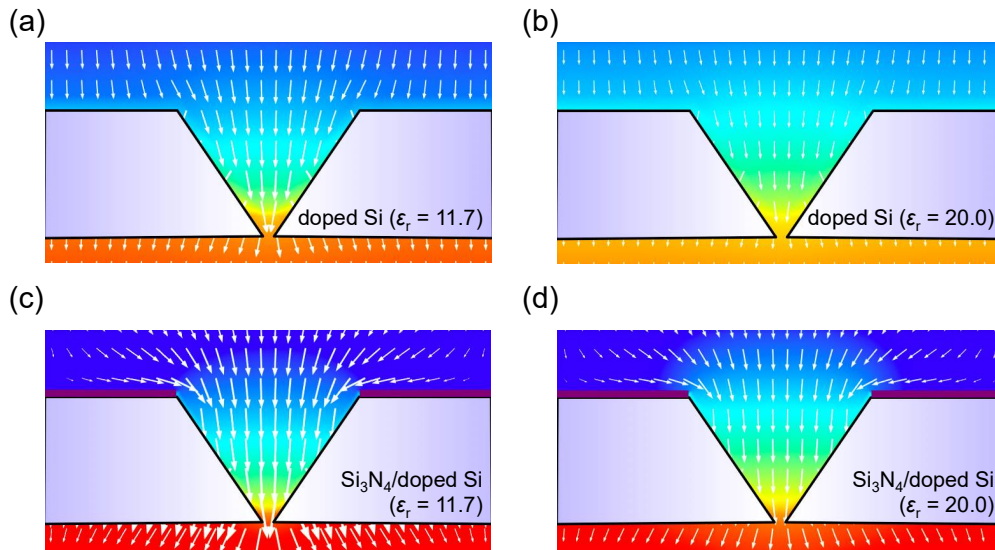 (a)
(b)
doped Si (εr = 11.7)
doped Si (εr = 20.0)
(c)
(d)
Si3N4/doped Si
(εr = 11.7)
Si3N4/doped Si
(εr = 20.0)